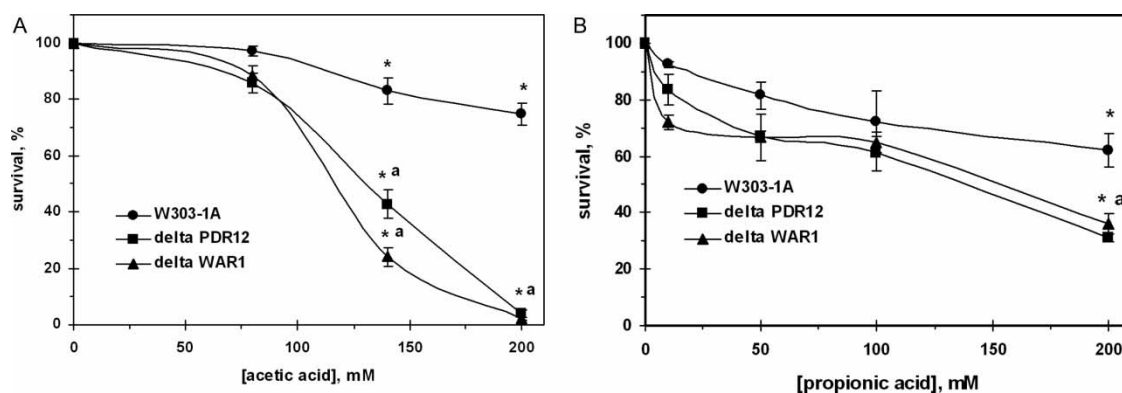 A
100
80
60
40
20
0
survival, %
* *
* a
* a
* a
W303-1A
delta PDR12
delta WAR1
0 50 100 150 200
[acetic acid], mM
B
100
80
60
40
20
0
survival, %
*
* a
W303-1A
delta PDR12
delta WAR1
0 50 100 150 200
[propionic acid], mM